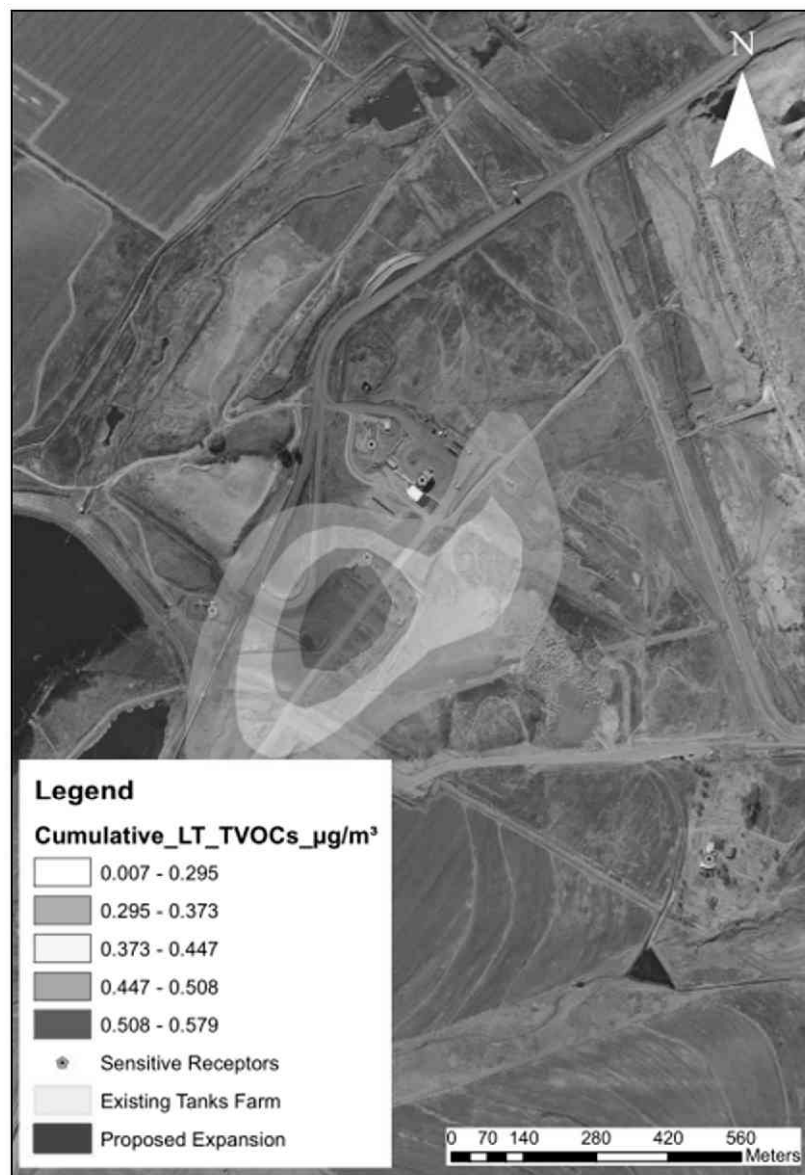 N
Legend
Cumulative_LT_TVOCs_µg/m³
0.007 - 0.295
0.295 - 0.373
0.373 - 0.447
0.447 - 0.508
0.508 - 0.579
Sensitive Receptors
Existing Tanks Farm
Proposed Expansion
0 70 140 280 420 560
Meters